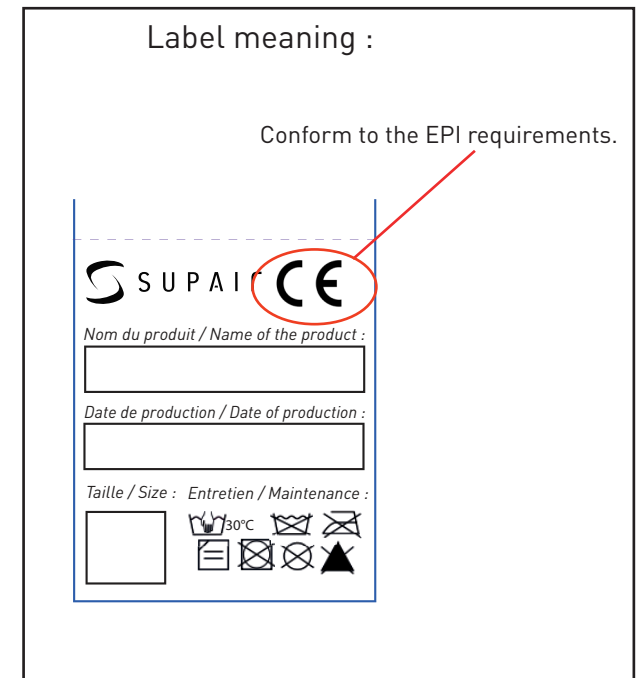 Label meaning :
Conform to the EPI requirements.
SUPAIR CE
Nom du produit / Name of the product :
Date de production / Date of production :
Taille / Size : Entretien / Maintenance :
30°C